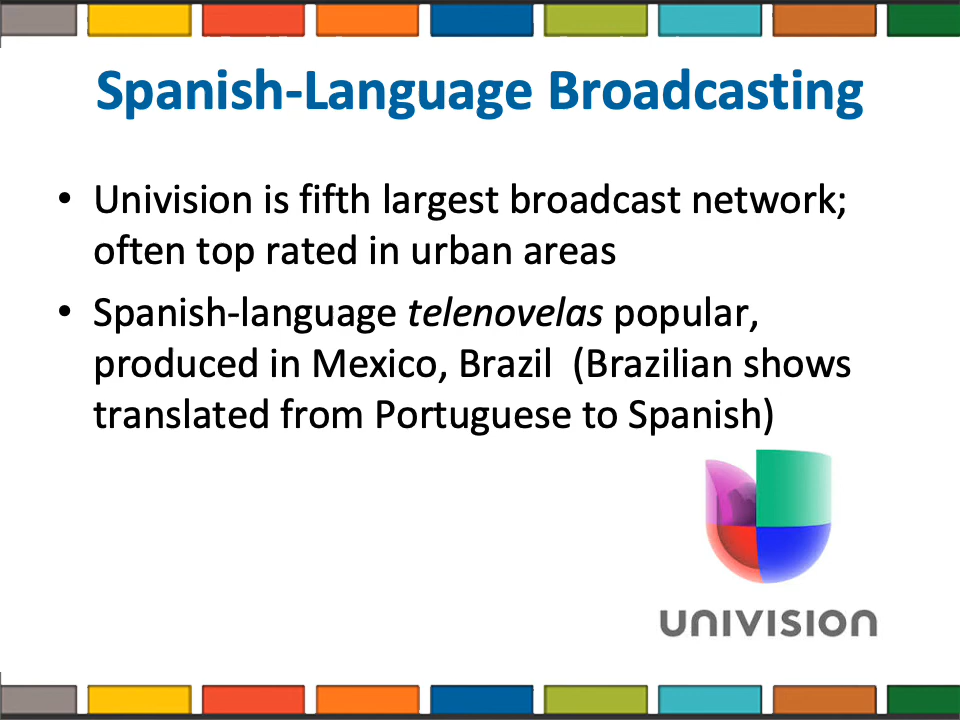 Spanish-Language Broadcasting
• Univision is fifth largest broadcast network;
often top rated in urban areas
• Spanish-language telenovelas popular,
produced in Mexico, Brazil  (Brazilian shows
translated from Portuguese to Spanish)
UNIVISION